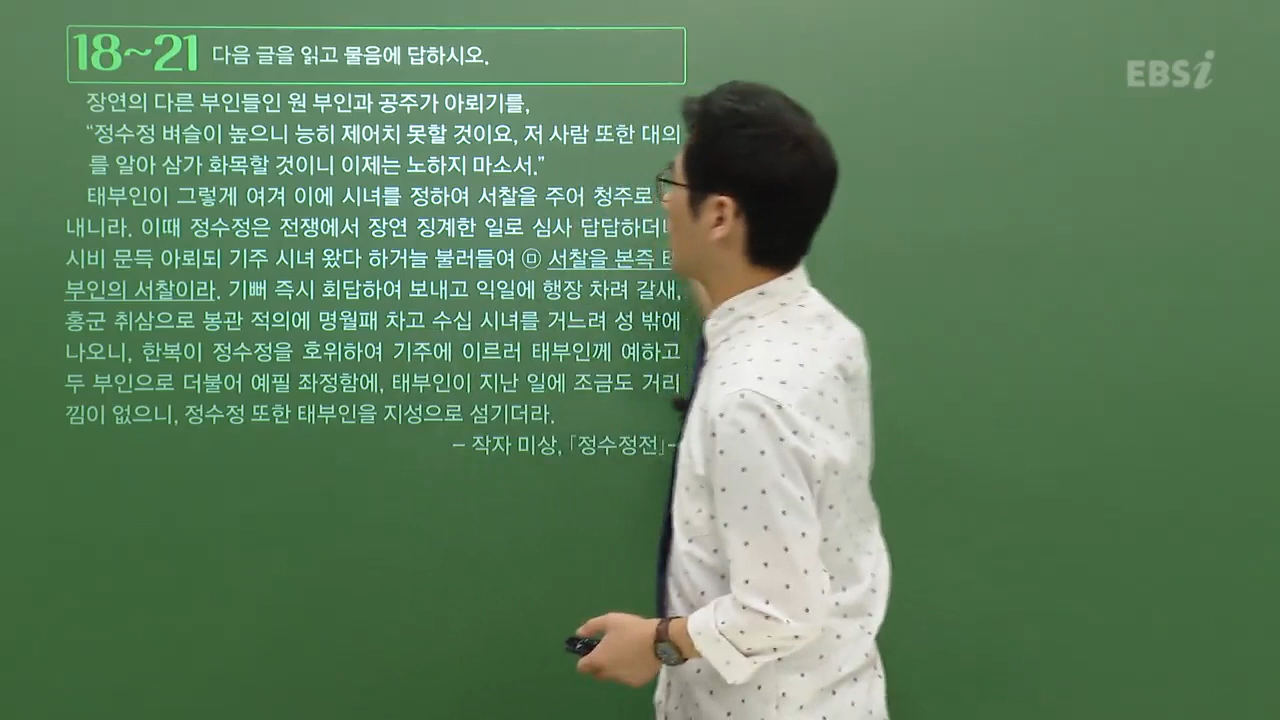 18~21 다음 글을 읽고 물음에 답하시오.
EBSi
장연의 다른 부인들인 원 부인과 공주가 아뢰기를,
“정수정 벼슬이 높으니 능히 제어치 못할 것이요, 저 사람 또한 대의
를 알아 삼가 화목할 것이니 이제는 노하지 마소서.”
태부인이 그렇게 여겨 이에 시녀를 정하여 서찰을 주어 청주로
내니라. 이때 정수정은 전쟁에서 장연 징계한 일로 심사 답답하더니
시비 문득 아뢰되 기주 시녀 왔다 하거늘 불러들여 ㉤ 서찰을 본즉
부인의 서찰이라. 기뻐 즉시 회답하여 보내고 익일에 행장 차려 갈새,
홍군 취삼으로 봉관 적의에 명월패 차고 수십 시녀를 거느려 성 밖에
나오니, 한복이 정수정을 호위하여 기주에 이르러 태부인께 예하고
두 부인으로 더불어 예필 좌정함에, 태부인이 지난 일에 조금도 거리
낌이 없으니, 정수정 또한 태부인을 지성으로 섬기더라.
– 작자 미상, 「정수정전」–